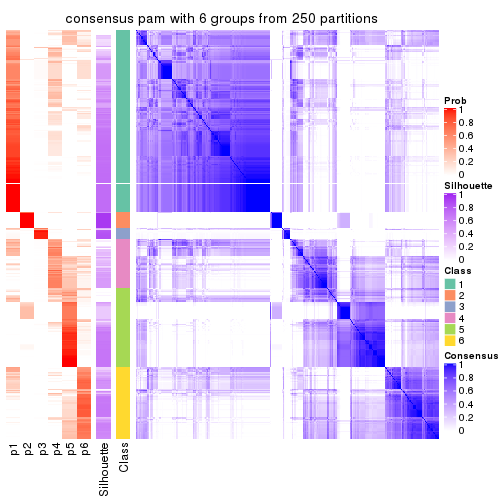 consensus pam with 6 groups from 250 partitions
Prob
1
0.8
0.6
0.4
0.2
0
Silhouette
1
0.8
0.6
0.4
0.2
0
Class
1
2
3
4
5
6
Consensus
1
0.8
0.6
0.4
0.2
0
p1
p2
p3
p4
p5
p6
Silhouette
Class